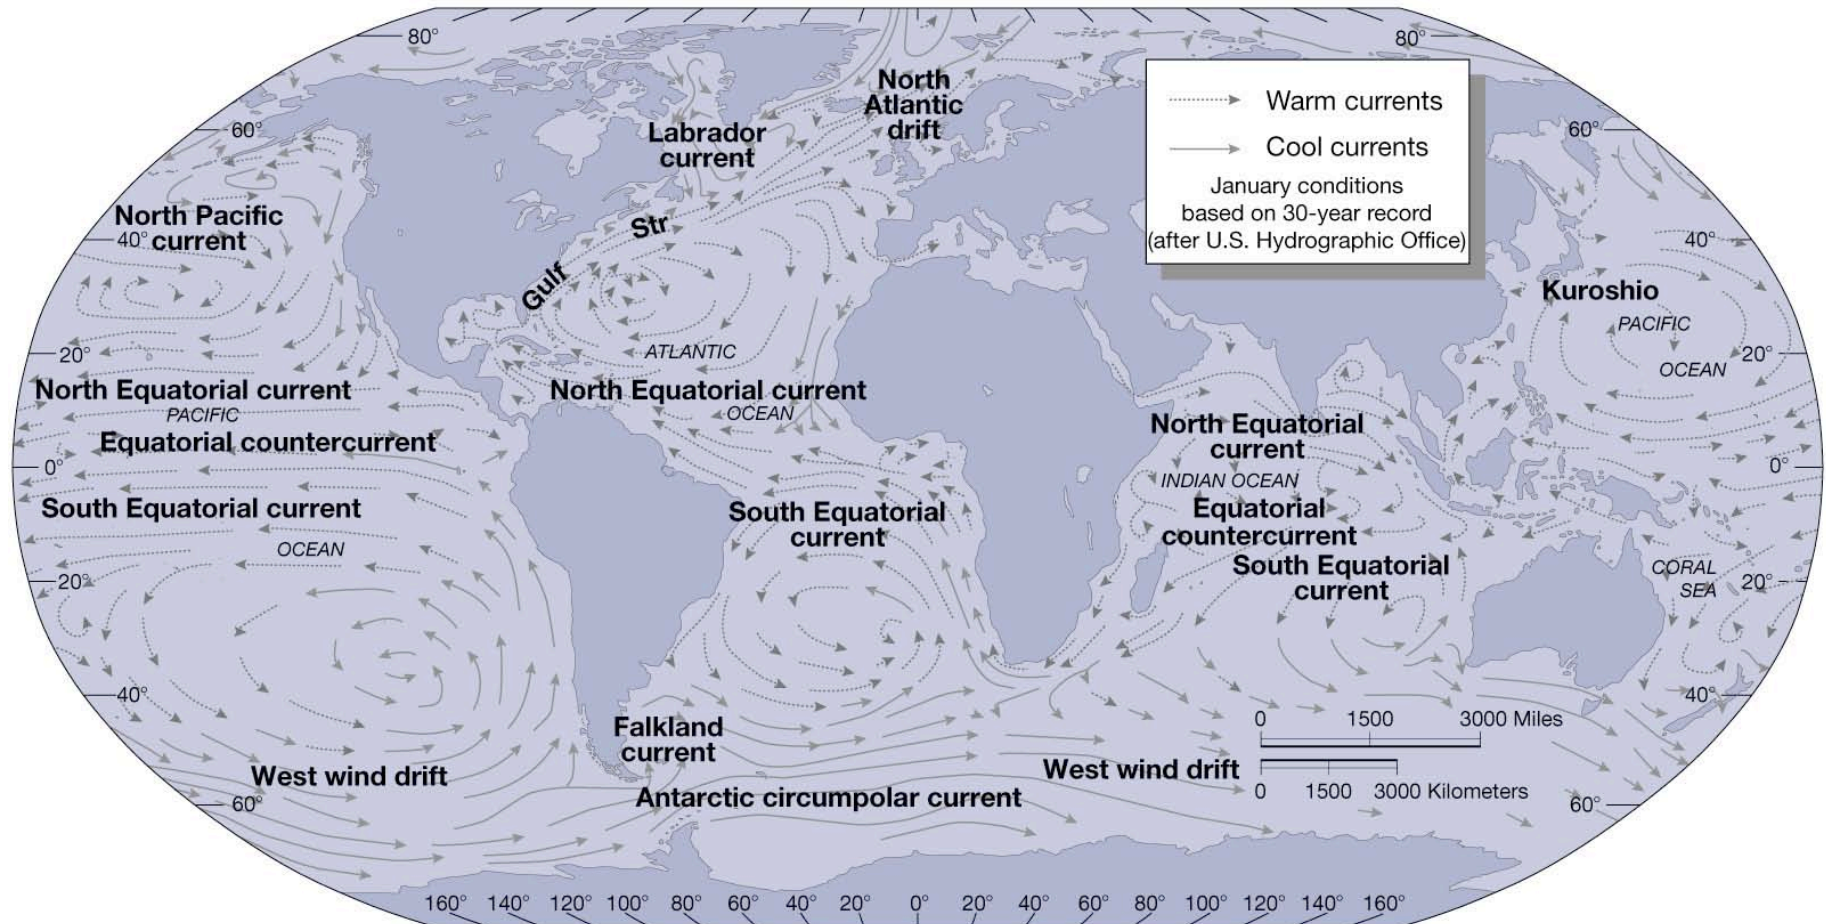 80°
80°
North
Atlantic
drift
Warm currents
60°
Labrador
current
Cool currents
60°
January conditions
based on 30-year record
(after U.S. Hydrographic Office)
North Pacific
40° current
Gulf Str
40°
Kuroshio
PACIFIC
OCEAN
20°
ATLANTIC
20°
North Equatorial current
PACIFIC
North Equatorial current
OCEAN
North Equatorial
current
Equatorial countercurrent
0°
INDIAN OCEAN
0°
South Equatorial current
OCEAN
South Equatorial
current
Equatorial
countercurrent
South Equatorial
current
CORAL
SEA
20°
20°
40°
40°
0 1500 3000 Miles
Falkland
current
West wind drift
West wind drift
0 1500 3000 Kilometers
Antarctic circumpolar current
60°
60°
160° 140° 120° 100° 80° 60° 40° 20° 0° 20° 40° 60° 80° 100° 120° 140° 160°